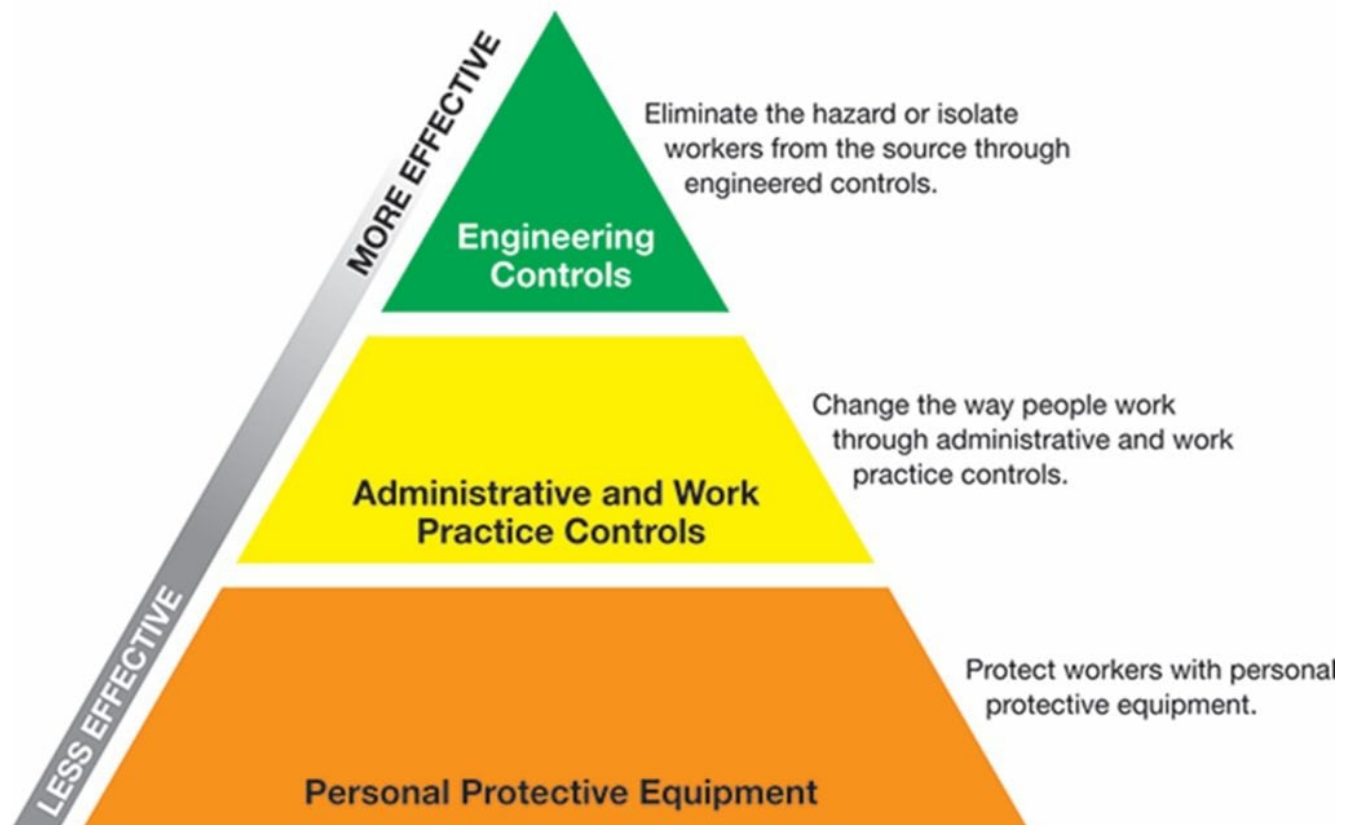 MORE EFFECTIVE
Eliminate the hazard or isolate
workers from the source through
engineered controls.
Engineering
Controls
Change the way people work
through administrative and work
practice controls.
Administrative and Work
Practice Controls
LESS EFFECTIVE
Protect workers with personal
protective equipment.
Personal Protective Equipment